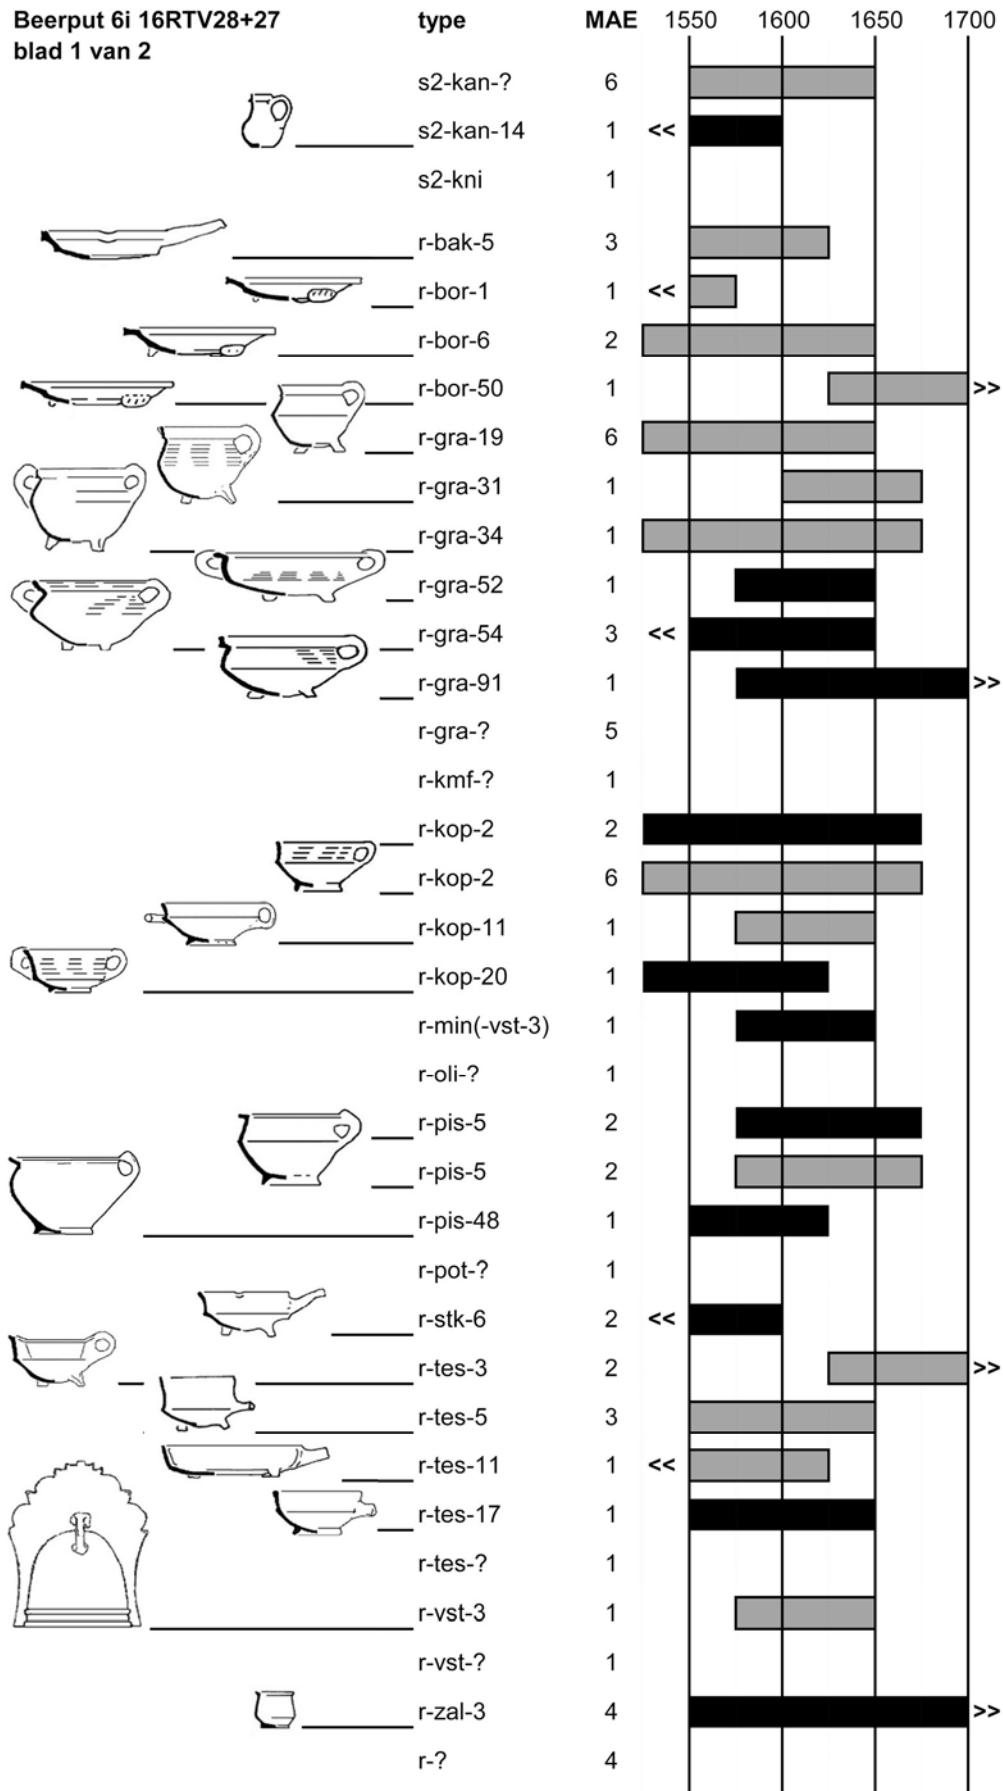 Beerput 6i 16RTV28+27 type MAE 1550 1600 1650 1700
blad 1 van 2
s2-kan-? 6
s2-kan-14 1 <<
s2-kni 1
r-bak-5 3
r-bor-1 1 <<
r-bor-6 2
r-bor-50 1 >>
r-gra-19 6
r-gra-31 1
r-gra-34 1
r-gra-52 1
r-gra-54 3 <<
r-gra-91 1 >>
r-gra-? 5
r-kmf-? 1
r-kop-2 2
r-kop-2 6
r-kop-11 1
r-kop-20 1
r-min(-vst-3) 1
r-oli-? 1
r-pis-5 2
r-pis-5 2
r-pis-48 1
r-pot-? 1
r-stk-6 2 <<
r-tes-3 2 >>
r-tes-5 3
r-tes-11 1 <<
r-tes-17 1
r-tes-? 1
r-vst-3 1
r-vst-? 1
r-zal-3 4 >>
r-? 4